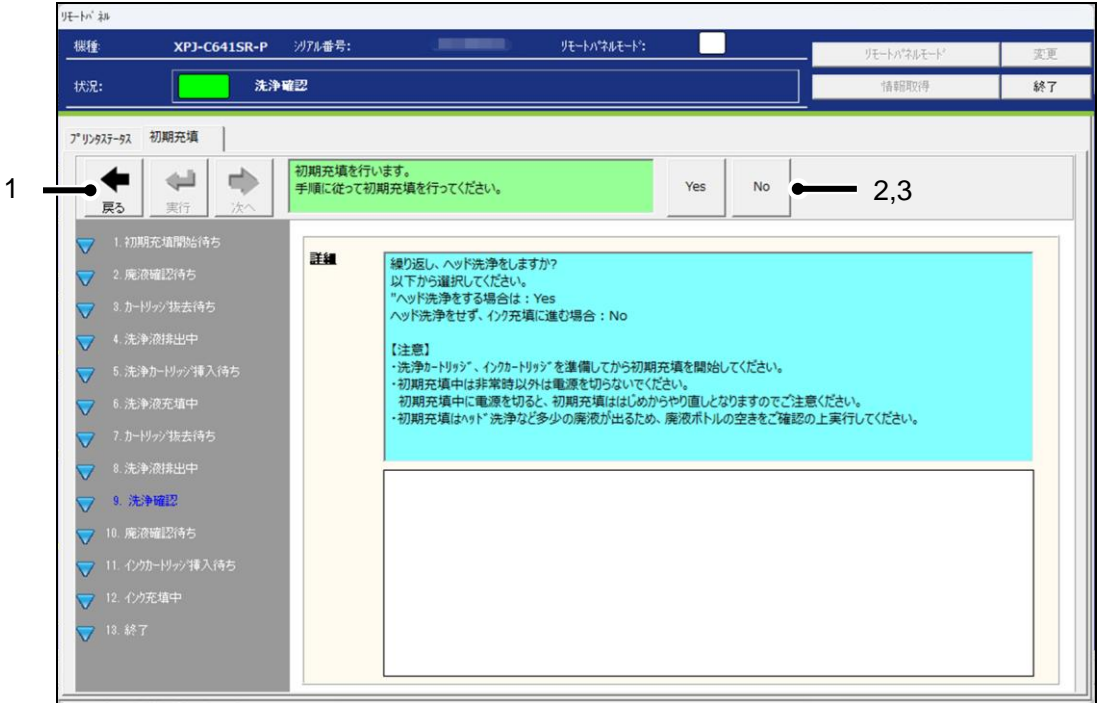 リモートパネル
機種: XPJ-C641SR-P シリアル番号: リモートパネルモード: リモートパネルモード 変更
状況: 洗浄確認 情報取得 終了
プリンタステータス 初期充填
1 戻る 実行 次へ
初期充填を行います。
手順に従って初期充填を行ってください。
Yes No 2,3
1. 初期充填開始待ち
2. 廃液確認待ち
3. カートリッジ抜去待ち
4. 洗浄液排出中
5. 洗浄カートリッジ挿入待ち
6. 洗浄液充填中
7. カートリッジ抜去待ち
8. 洗浄液排出中
9. 洗浄確認
10. 廃液確認待ち
11. インクカートリッジ挿入待ち
12. インク充填中
13. 終了
詳細
繰り返し、ヘッド洗浄をしますか?
以下から選択してください。
"ヘッド洗浄をする場合は:Yes
ヘッド洗浄をせず、インク充填に進む場合:No
【注意】
・洗浄カートリッジ、インクカートリッジを準備してから初期充填を開始してください。
・初期充填中は非常時以外は電源を切らないでください。
初期充填中に電源を切ると、初期充填ははじめからやり直しとなりますのでご注意ください。
・初期充填はヘッド洗浄など多少の廃液が出るため、廃液ボトルの空きをご確認の上実行してください。